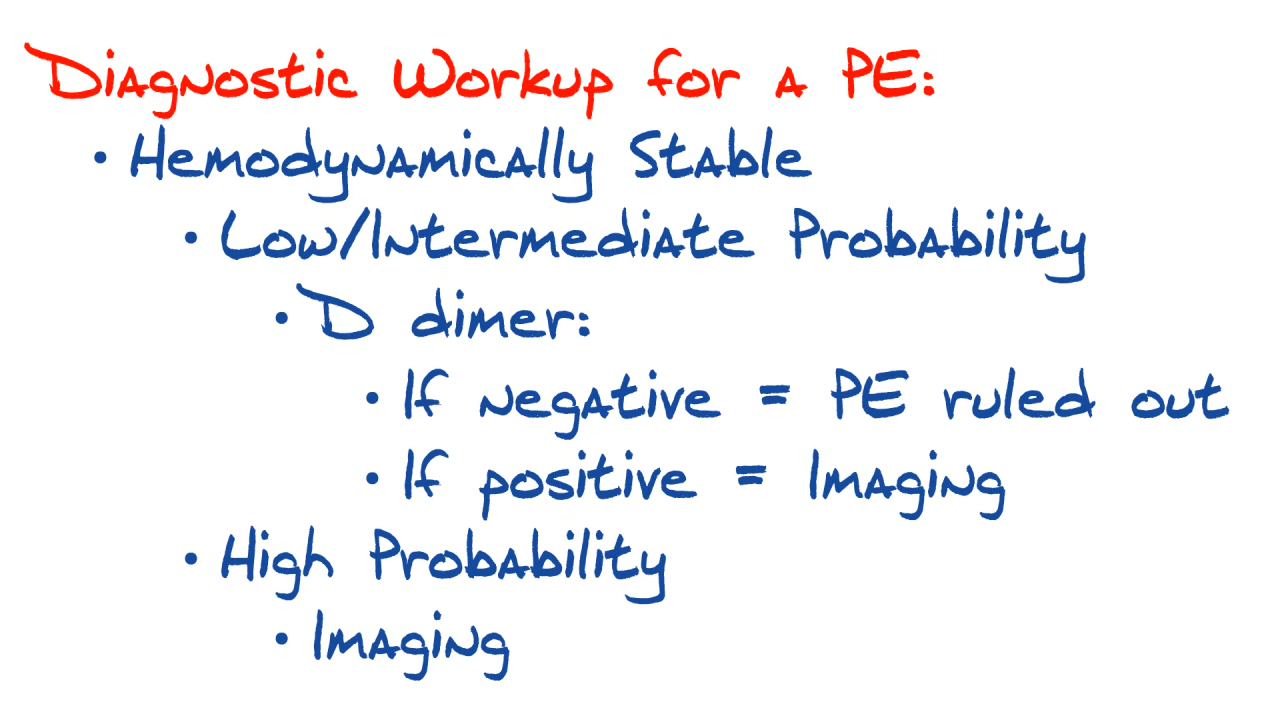 Diagnostic Workup for a PE:
• Hemodynamically Stable
• Low/Intermediate Probability
• D dimer:
• If negative = PE ruled out
• If positive = Imaging
• High Probability
• Imaging